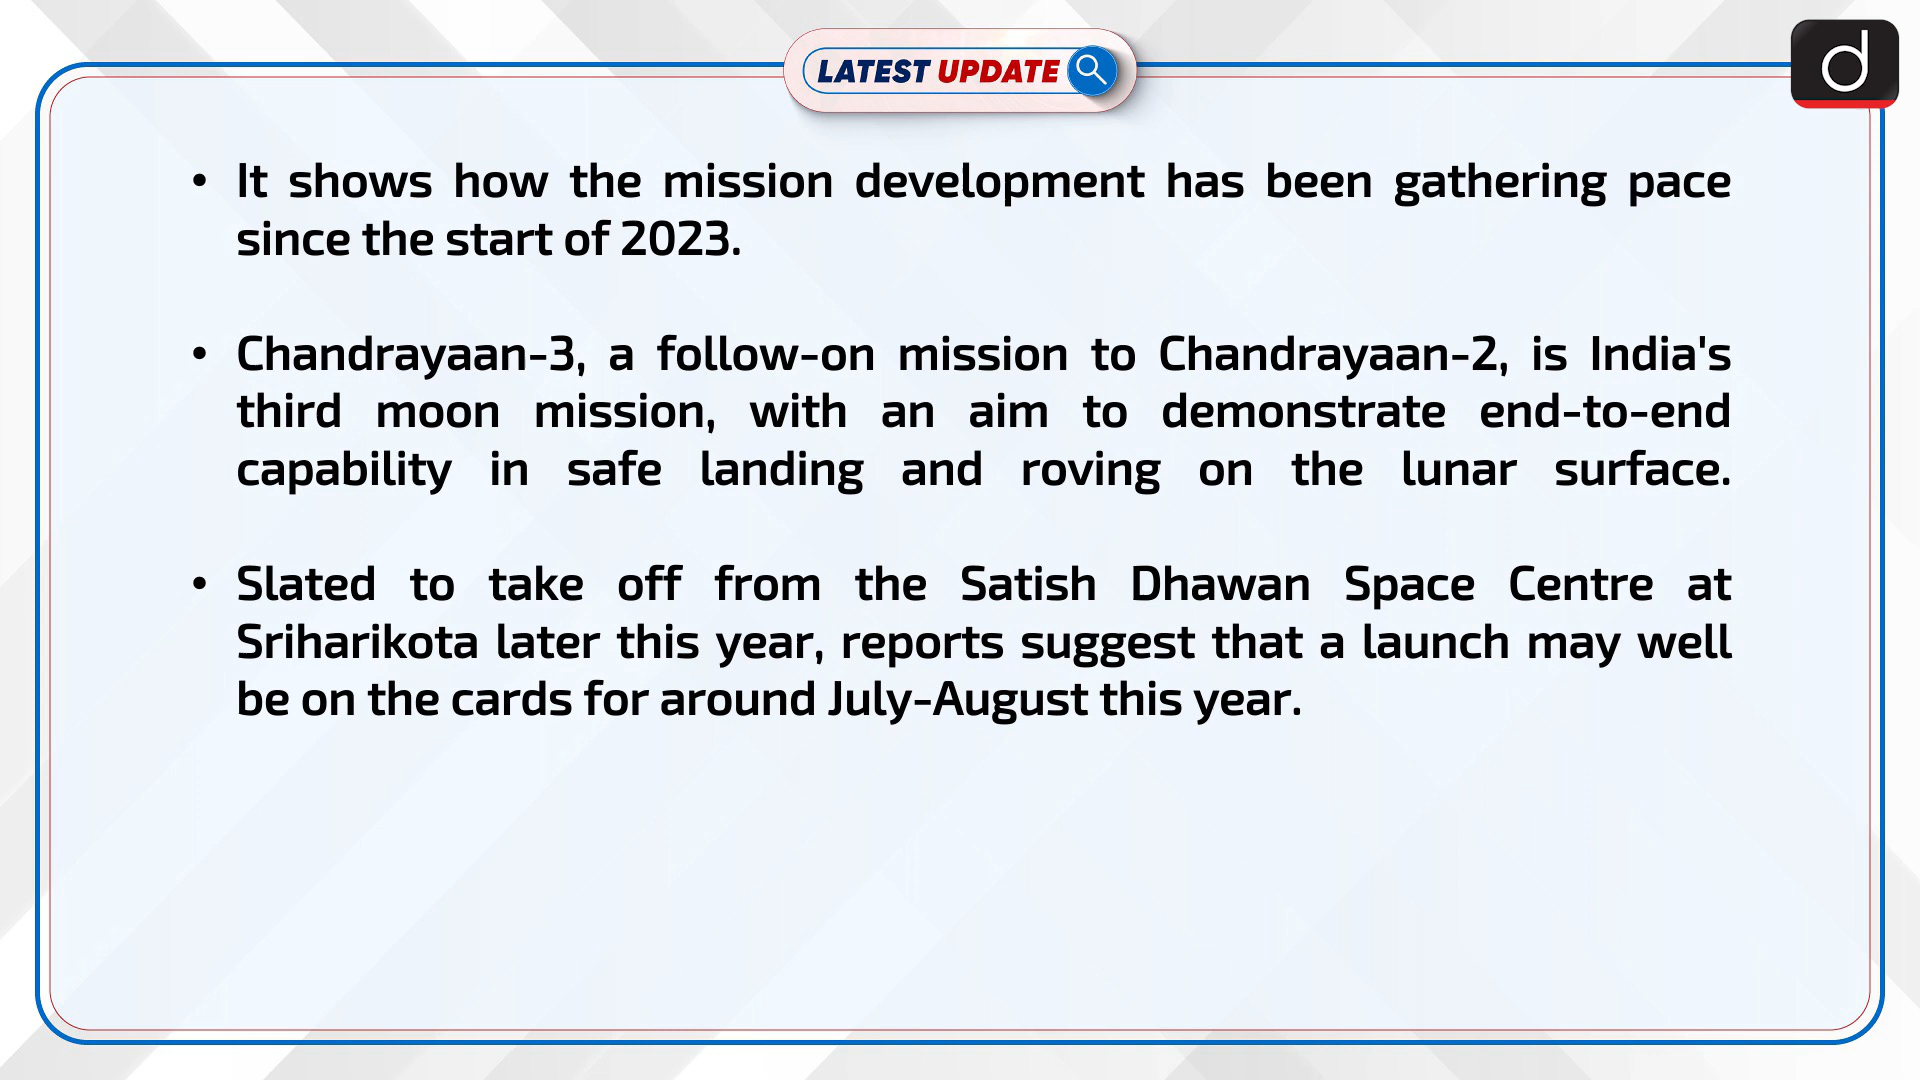 LATEST UPDATE
d
• It shows how the mission development has been gathering pace
since the start of 2023.
• Chandrayaan-3, a follow-on mission to Chandrayaan-2, is India's
third moon mission, with an aim to demonstrate end-to-end
capability in safe landing and roving on the lunar surface.
• Slated to take off from the Satish Dhawan Space Centre at
Sriharikota later this year, reports suggest that a launch may well
be on the cards for around July-August this year.